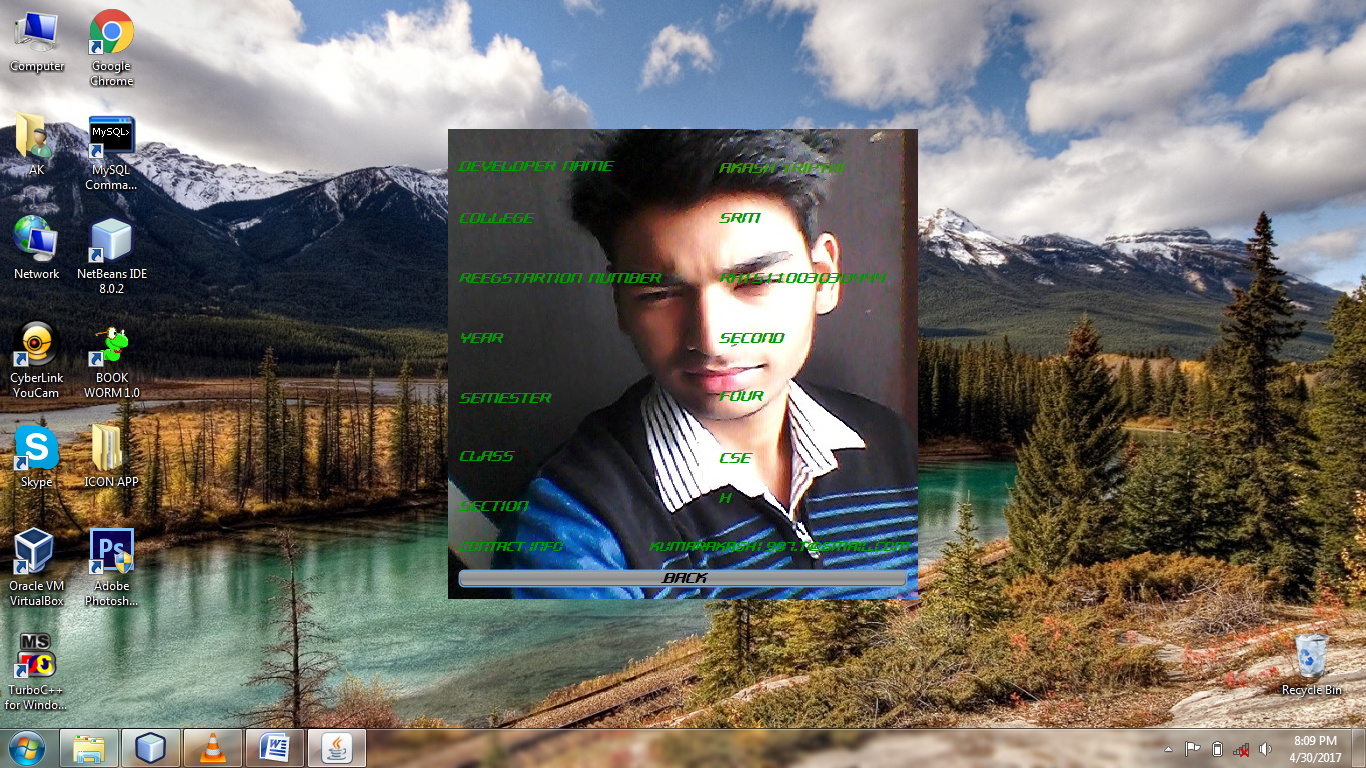 Computer
Google
Chrome
AK
MySQL>
MySQL
Comma...
Network
NetBeans IDE
8.0.2
CyberLink
YouCam
BOOK
WORM 1.0
Skype
ICON APP
Oracle VM
VirtualBox
Ps
Adobe
Photosh...
MS
TurboC++
for Windo...
DEVELOPER NAME
AKASH
COLLEGE SRM
REEGSTARTION NUMBER
YEAR SECOND
SEMESTER FOUR
CLASS CSE
SECTION H
CONTACT INFO
BACK
Recycle Bin
8:09 PM
4/30/2017